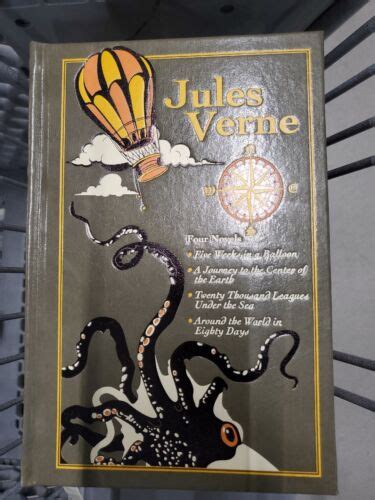 Jules
Verne
Four Novels
• Five Weeks in a Balloon
• A Journey to the Center of
the Earth
• Twenty Thousand Leagues
Under the Sea
• Around the World in
Eighty Days